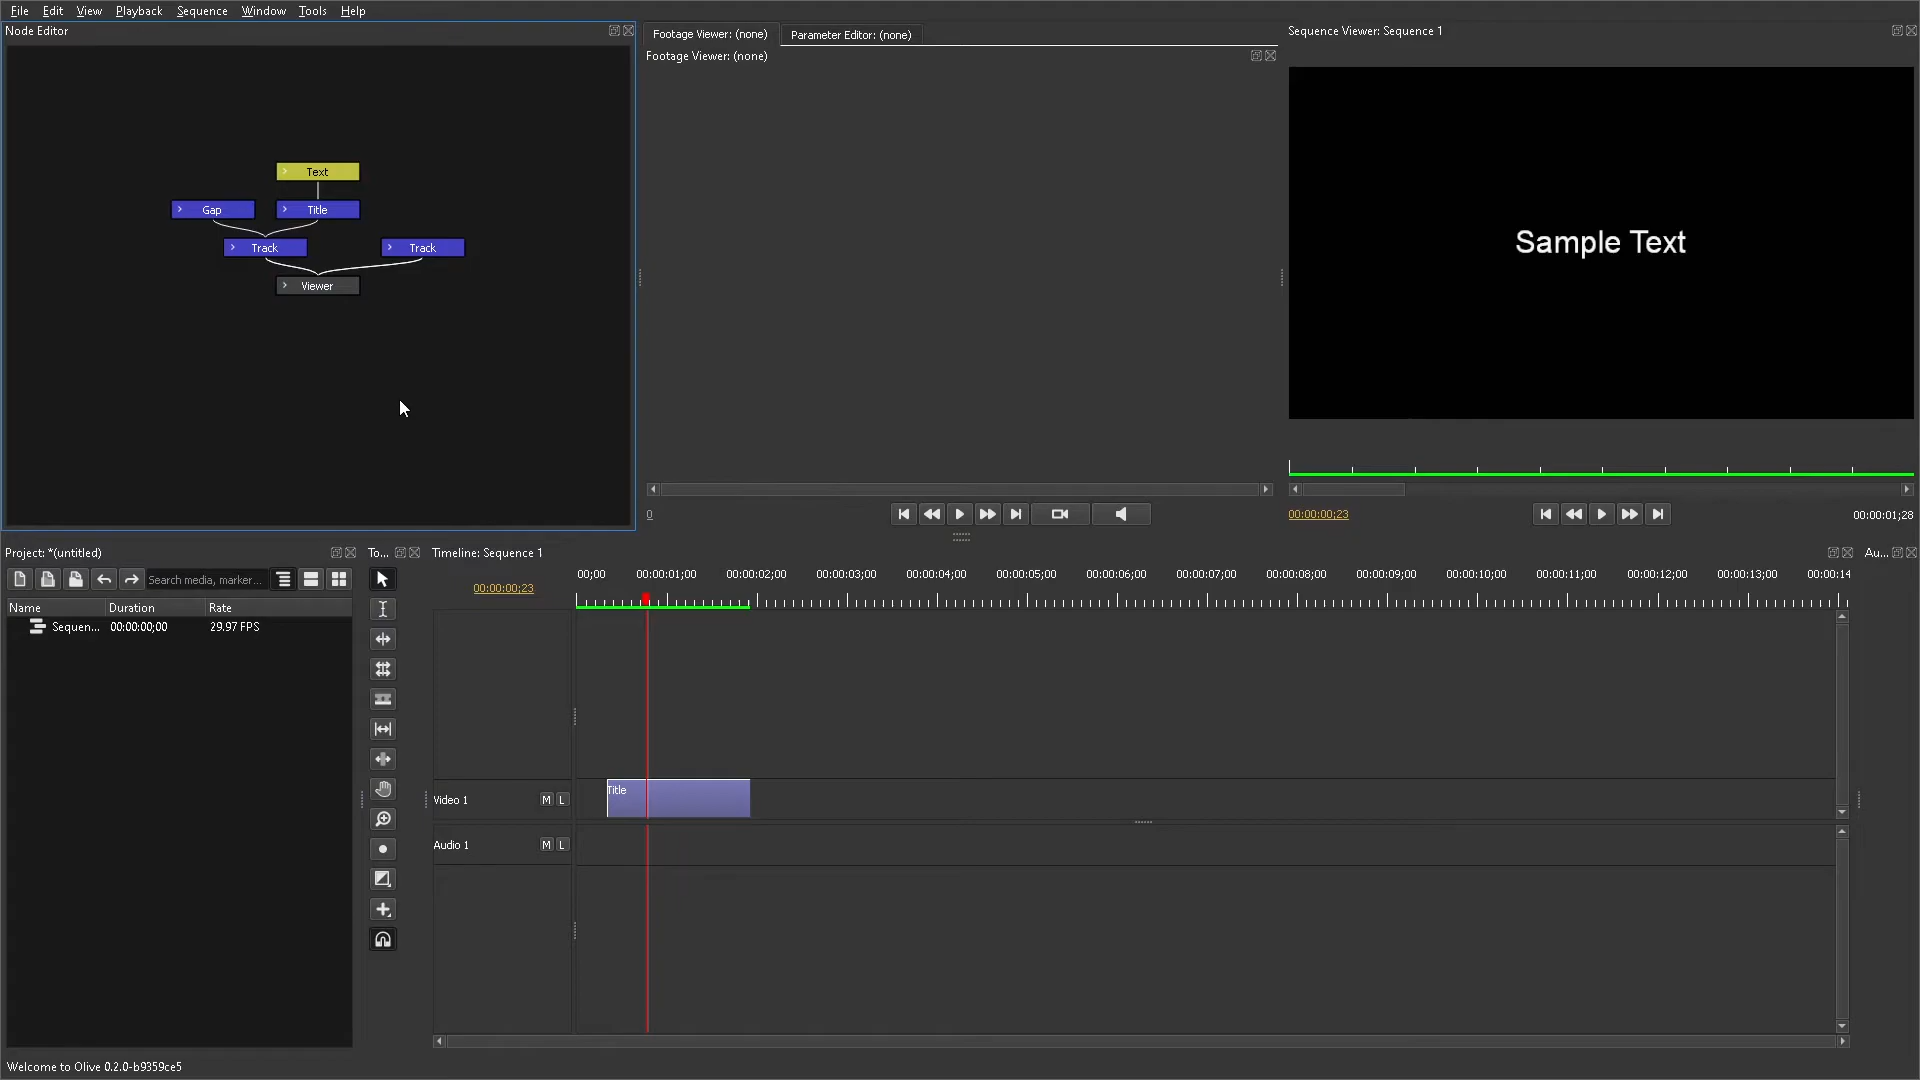 File Edit View Playback Sequence Window Tools Help
Node Editor
Footage Viewer: (none) Parameter Editor: (none)
Footage Viewer: (none)
Sequence Viewer: Sequence 1
Text
Gap Title
Track Track
Viewer
Sample Text
0
00:00:00;23 00:00:01;28
Project: *(untitled) To... Timeline: Sequence 1 Au...
Search media, marker...
00;00 00:00:01;00 00:00:02;00 00:00:03;00 00:00:04;00 00:00:05;00 00:00:06;00 00:00:07;00 00:00:08;00 00:00:09;00 00:00:10;00 00:00:11;00 00:00:12;00 00:00:13;00 00:00:14
00:00:00;23
Name Duration Rate
Sequen... 00:00:00;00 29.97 FPS
Title
Video 1 M L
Audio 1 M L
Welcome to Olive 0.2.0-b9359ce5